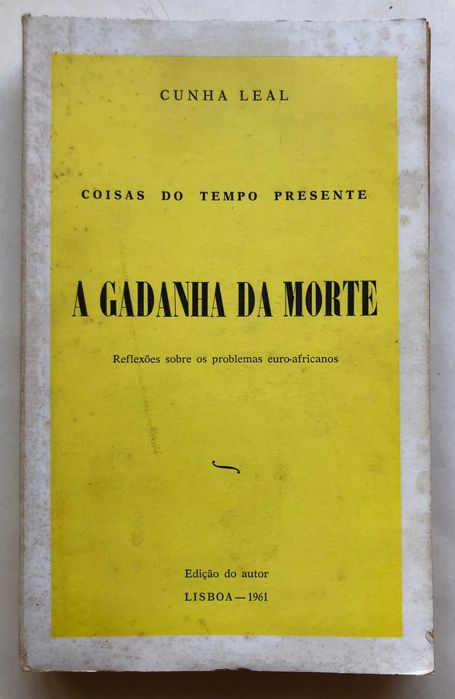 CUNHA LEAL
COISAS DO TEMPO PRESENTE
A GADANHA DA MORTE
Reflexões sobre os problemas euro-africanos
Edição do autor
LISBOA — 1961